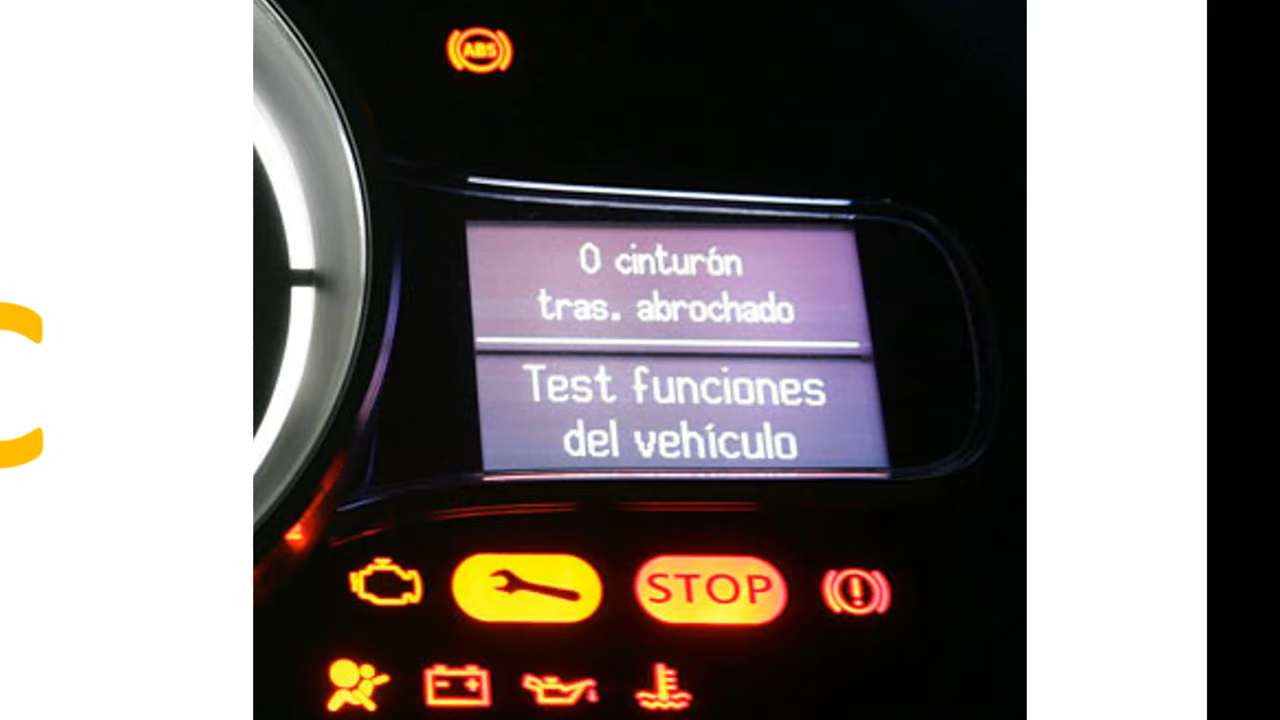 ABS
0 cinturón
tras. abrochado
Test funciones
del vehículo
STOP